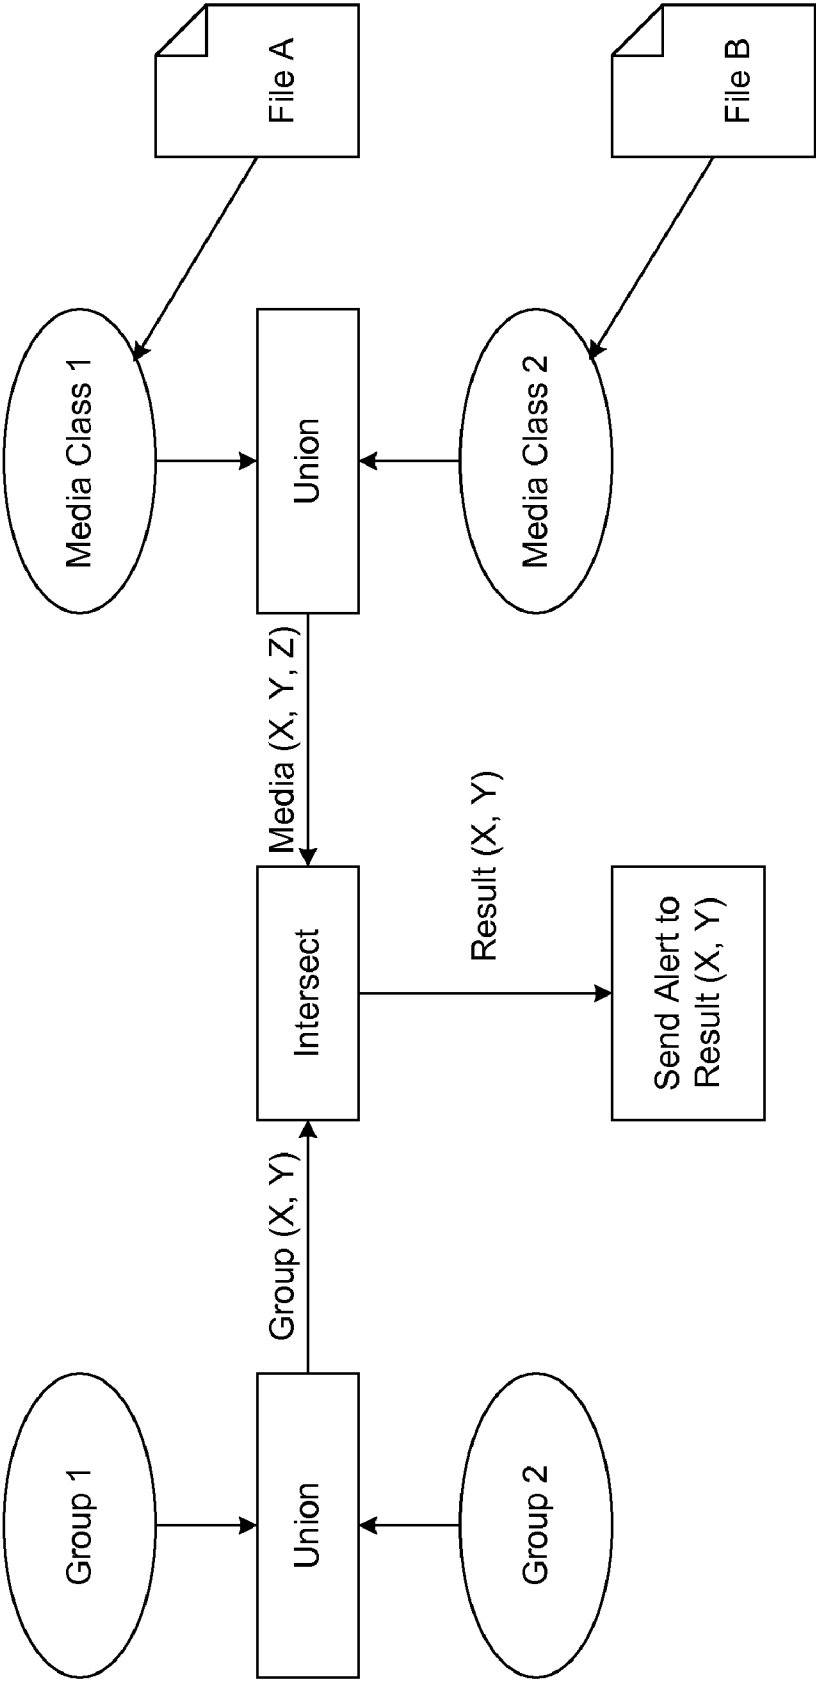 Group 1
Media Class 1
File A
Union
Group (X, Y)
Intersect
Media (X, Y, Z)
Union
Result (X, Y)
Group 2
Send Alert to
Result (X, Y)
Media Class 2
File B